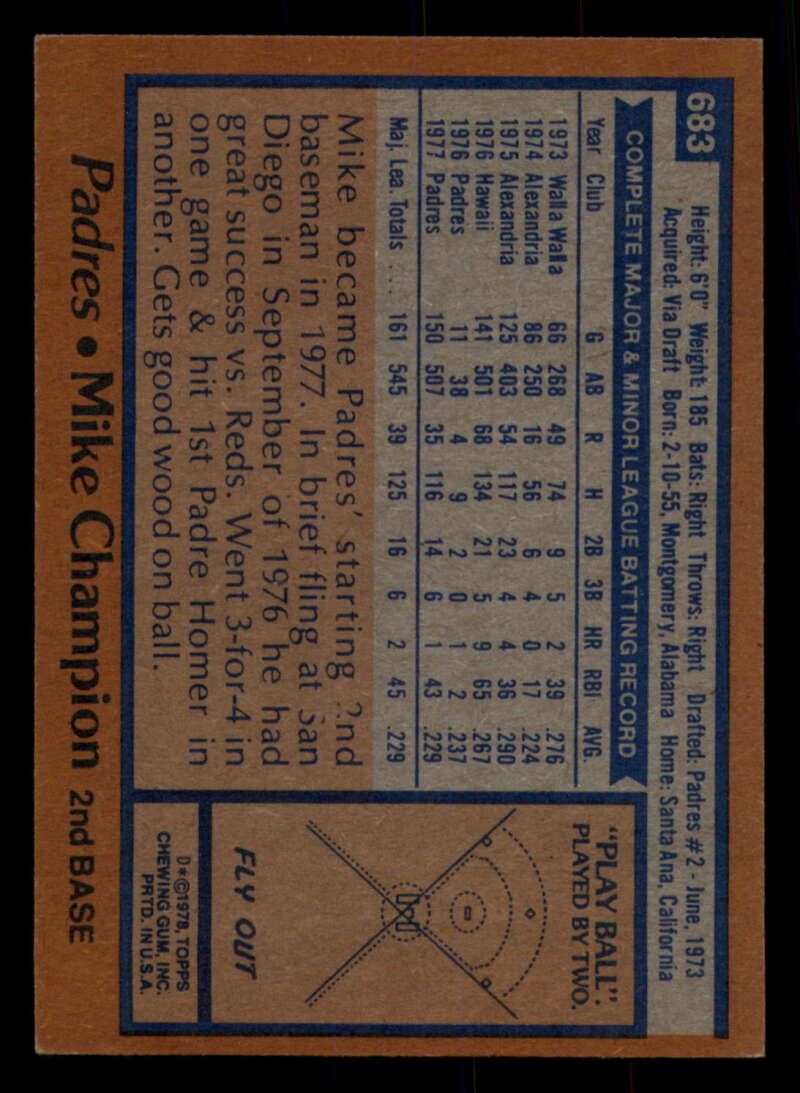 683
Height: 6'0" Weight: 185 Bats: Right Throws: Right Drafted: Padres #2 - June, 1973
Acquired: Via Draft Born: 2-10-55, Montgomery, Alabama Home: Santa Ana, California
COMPLETE MAJOR & MINOR LEAGUE BATTING RECORD
Year Club G AB R H 2B 3B HR RBI AVG.
1973 Walla Walla 66 268 49 74 9 5 2 39 .276
1974 Alexandria 86 250 16 56 6 4 0 17 .224
1975 Alexandria 125 403 54 117 23 4 4 36 .290
1976 Hawaii 141 501 68 134 21 5 9 65 .267
1976 Padres 11 38 4 9 2 0 1 2 .237
1977 Padres 150 507 35 116 14 6 1 43 .229
Maj. Lea. Totals .... 161 545 39 125 16 6 2 45 .229
Mike became Padres' starting 2nd
baseman in 1977. In brief fling at San
Diego in September of 1976 he had
great success vs. Reds. Went 3-for-4 in
one game & hit 1st Padre Homer in
another. Gets good wood on ball.
"PLAY BALL":
PLAYED BY TWO.
FLY OUT
D*©1978, TOPPS
CHEWING GUM, INC.
PRTD. IN U.S.A.
Padres • Mike Champion 2nd BASE